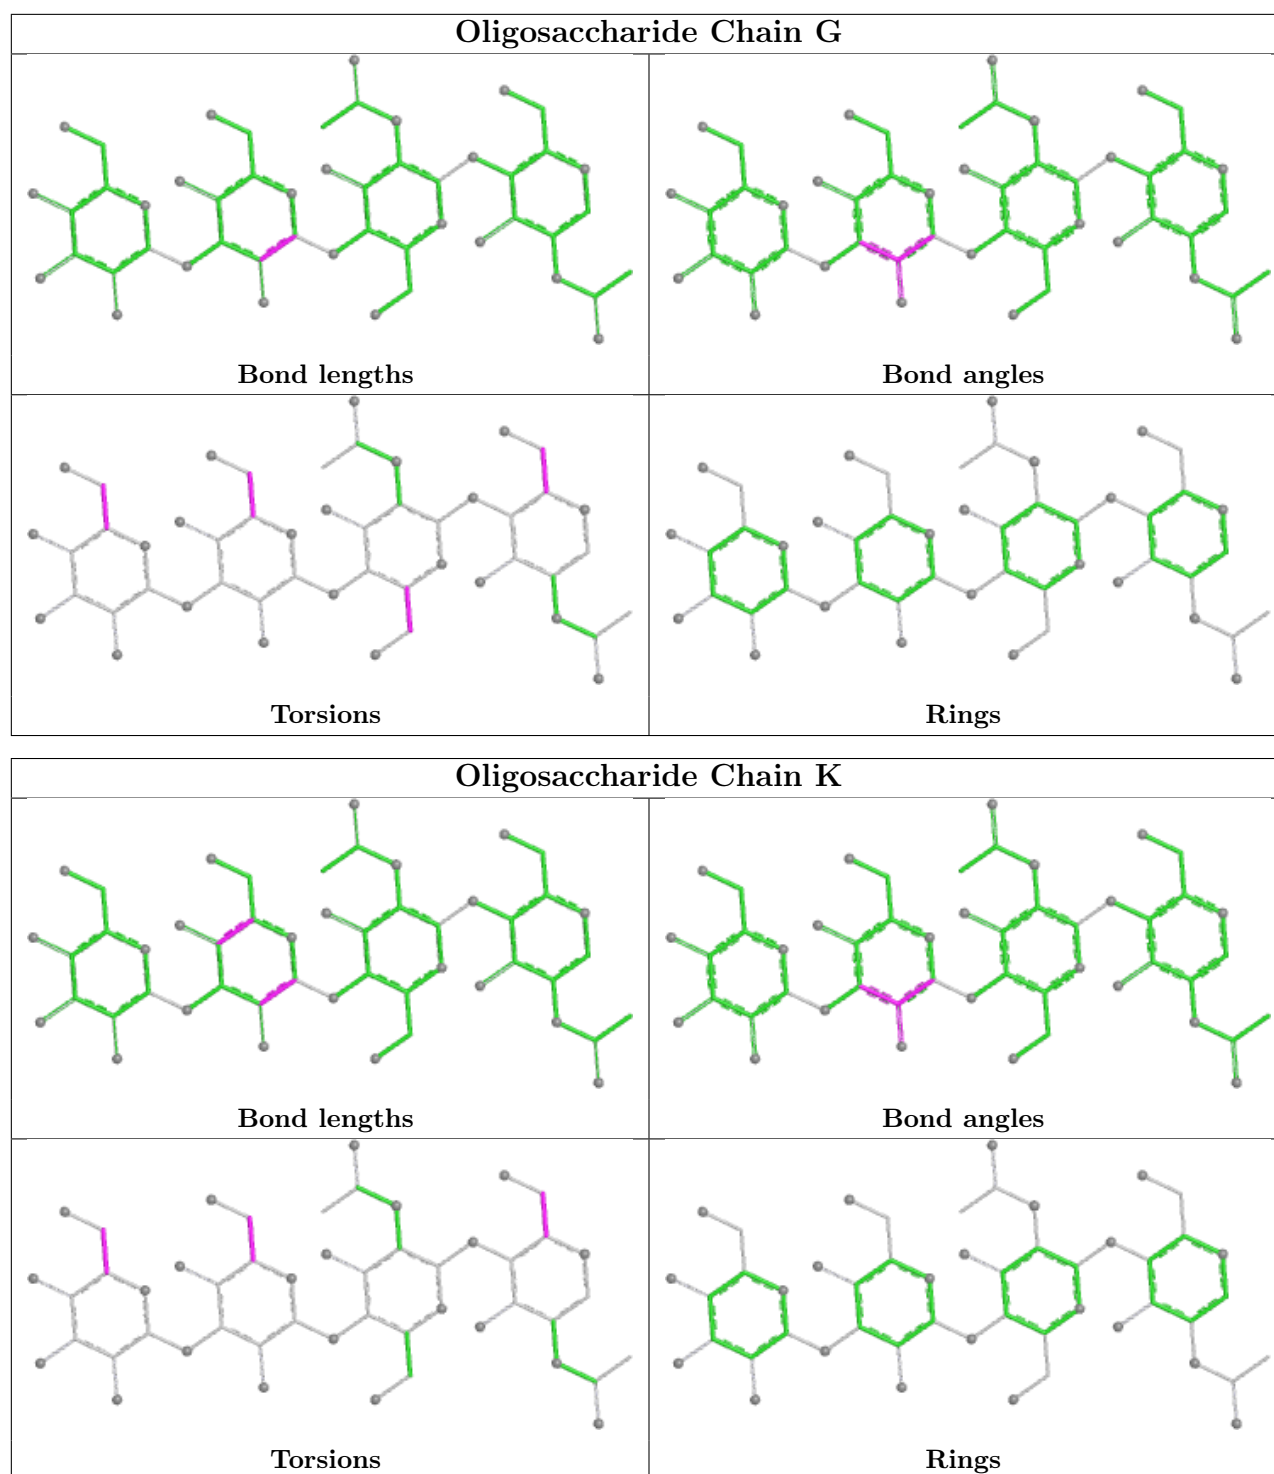 Oligosaccharide Chain G
Bond lengths
Bond angles
Torsions
Rings
Oligosaccharide Chain K
Bond lengths
Bond angles
Torsions
Rings